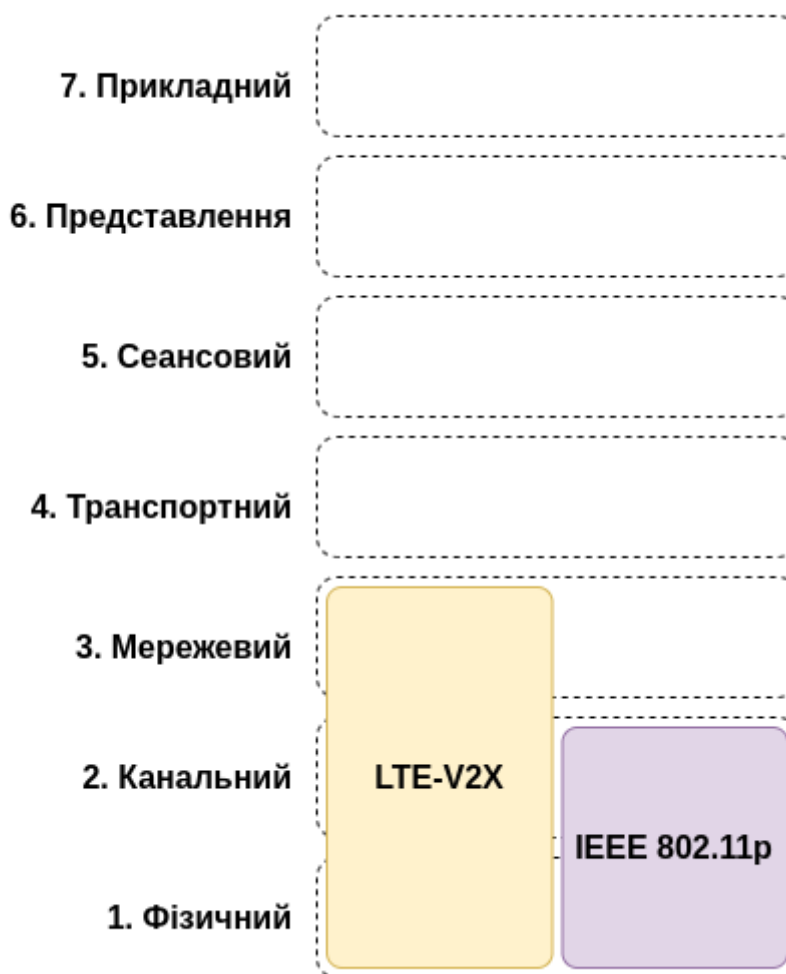 7. Прикладний
6. Представлення
5. Сеансовий
4. Транспортний
3. Мережевий
2. Канальний
LTE-V2X
IEEE 802.11p
1. Фізичний